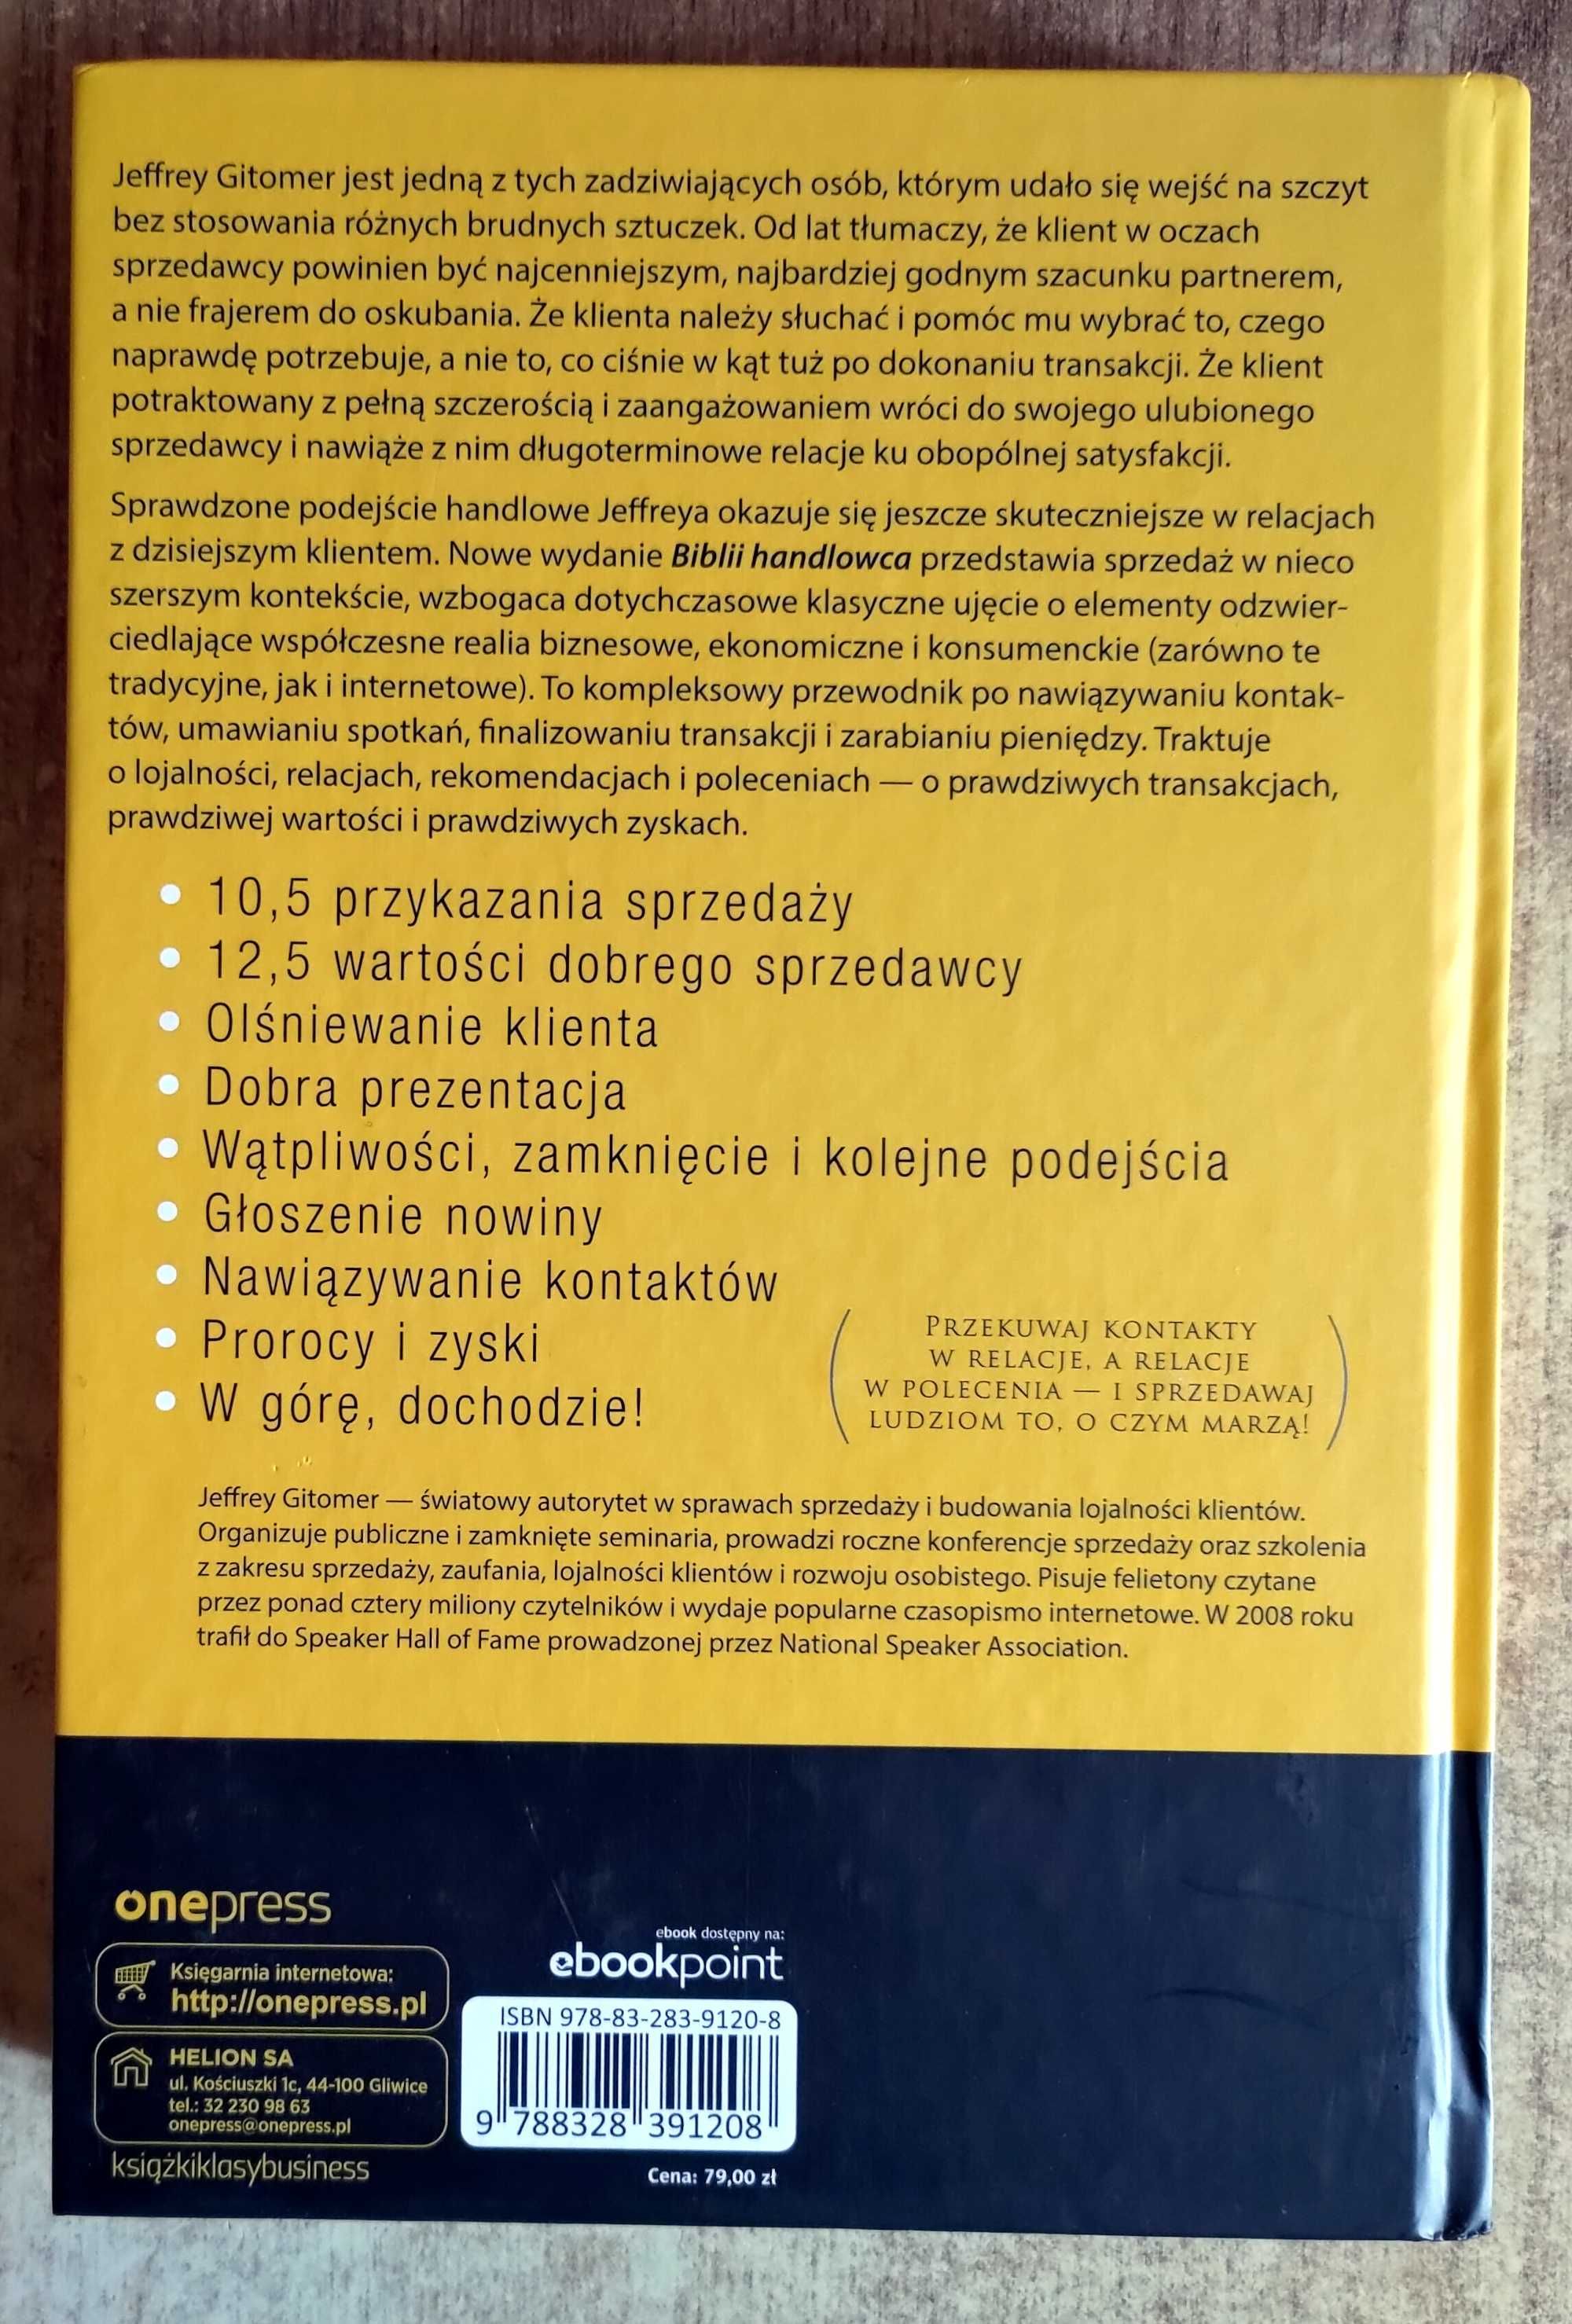 Jeffrey Gitomer jest jedną z tych zadziwiających osób, którym udało się wejść na szczyt
bez stosowania różnych brudnych sztuczek. Od lat tłumaczy, że klient w oczach
sprzedawcy powinien być najcenniejszym, najbardziej godnym szacunku partnerem,
a nie frajerem do oskubania. Że klienta należy słuchać i pomóc mu wybrać to, czego
naprawdę potrzebuje, a nie to, co ciśnie w kąt tuż po dokonaniu transakcji. Że klient
potraktowany z pełną szczerością i zaangażowaniem wróci do swojego ulubionego
sprzedawcy i nawiąże z nim długoterminowe relacje ku obopólnej satysfakcji.
Sprawdzone podejście handlowe Jeffreya okazuje się jeszcze skuteczniejsze w relacjach
z dzisiejszym klientem. Nowe wydanie Biblii handlowca przedstawia sprzedaż w nieco
szerszym kontekście, wzbogaca dotychczasowe klasyczne ujęcie o elementy odzwier-
ciedlające współczesne realia biznesowe, ekonomiczne i konsumenckie (zarówno te
tradycyjne, jak i internetowe). To kompleksowy przewodnik po nawiązywaniu kontak-
tów, umawianiu spotkań, finalizowaniu transakcji i zarabianiu pieniędzy. Traktuje
o lojalności, relacjach, rekomendacjach i poleceniach — o prawdziwych transakcjach,
prawdziwej wartości i prawdziwych zyskach.
• 10,5 przykazania sprzedaży
• 12,5 wartości dobrego sprzedawcy
• Olśniewanie klienta
• Dobra prezentacja
• Wątpliwości, zamknięcie i kolejne podejścia
• Głoszenie nowiny
• Nawiązywanie kontaktów
• Prorocy i zyski
• W górę, dochodzie!
PRZEKUWAJ KONTAKTY
W RELACJE, A RELACJE
W POLECENIA — I SPRZEDAWAJ
LUDZIOM TO, O CZYM MARZĄ!
Jeffrey Gitomer — światowy autorytet w sprawach sprzedaży i budowania lojalności klientów.
Organizuje publiczne i zamknięte seminaria, prowadzi roczne konferencje sprzedaży oraz szkolenia
z zakresu sprzedaży, zaufania, lojalności klientów i rozwoju osobistego. Pisuje felietony czytane
przez ponad cztery miliony czytelników i wydaje popularne czasopismo internetowe. W 2008 roku
trafił do Speaker Hall of Fame prowadzonej przez National Speaker Association.
onepress
Księgarnia internetowa:
http://onepress.pl
HELION SA
ul. Kościuszki 1c, 44-100 Gliwice
tel.: 32 230 98 63
onepress@onepress.pl
książkiklasybusiness
ebook dostępny na:
ebookpoint
ISBN 978-83-283-9120-8
9 788328 391208
Cena: 79,00 zł